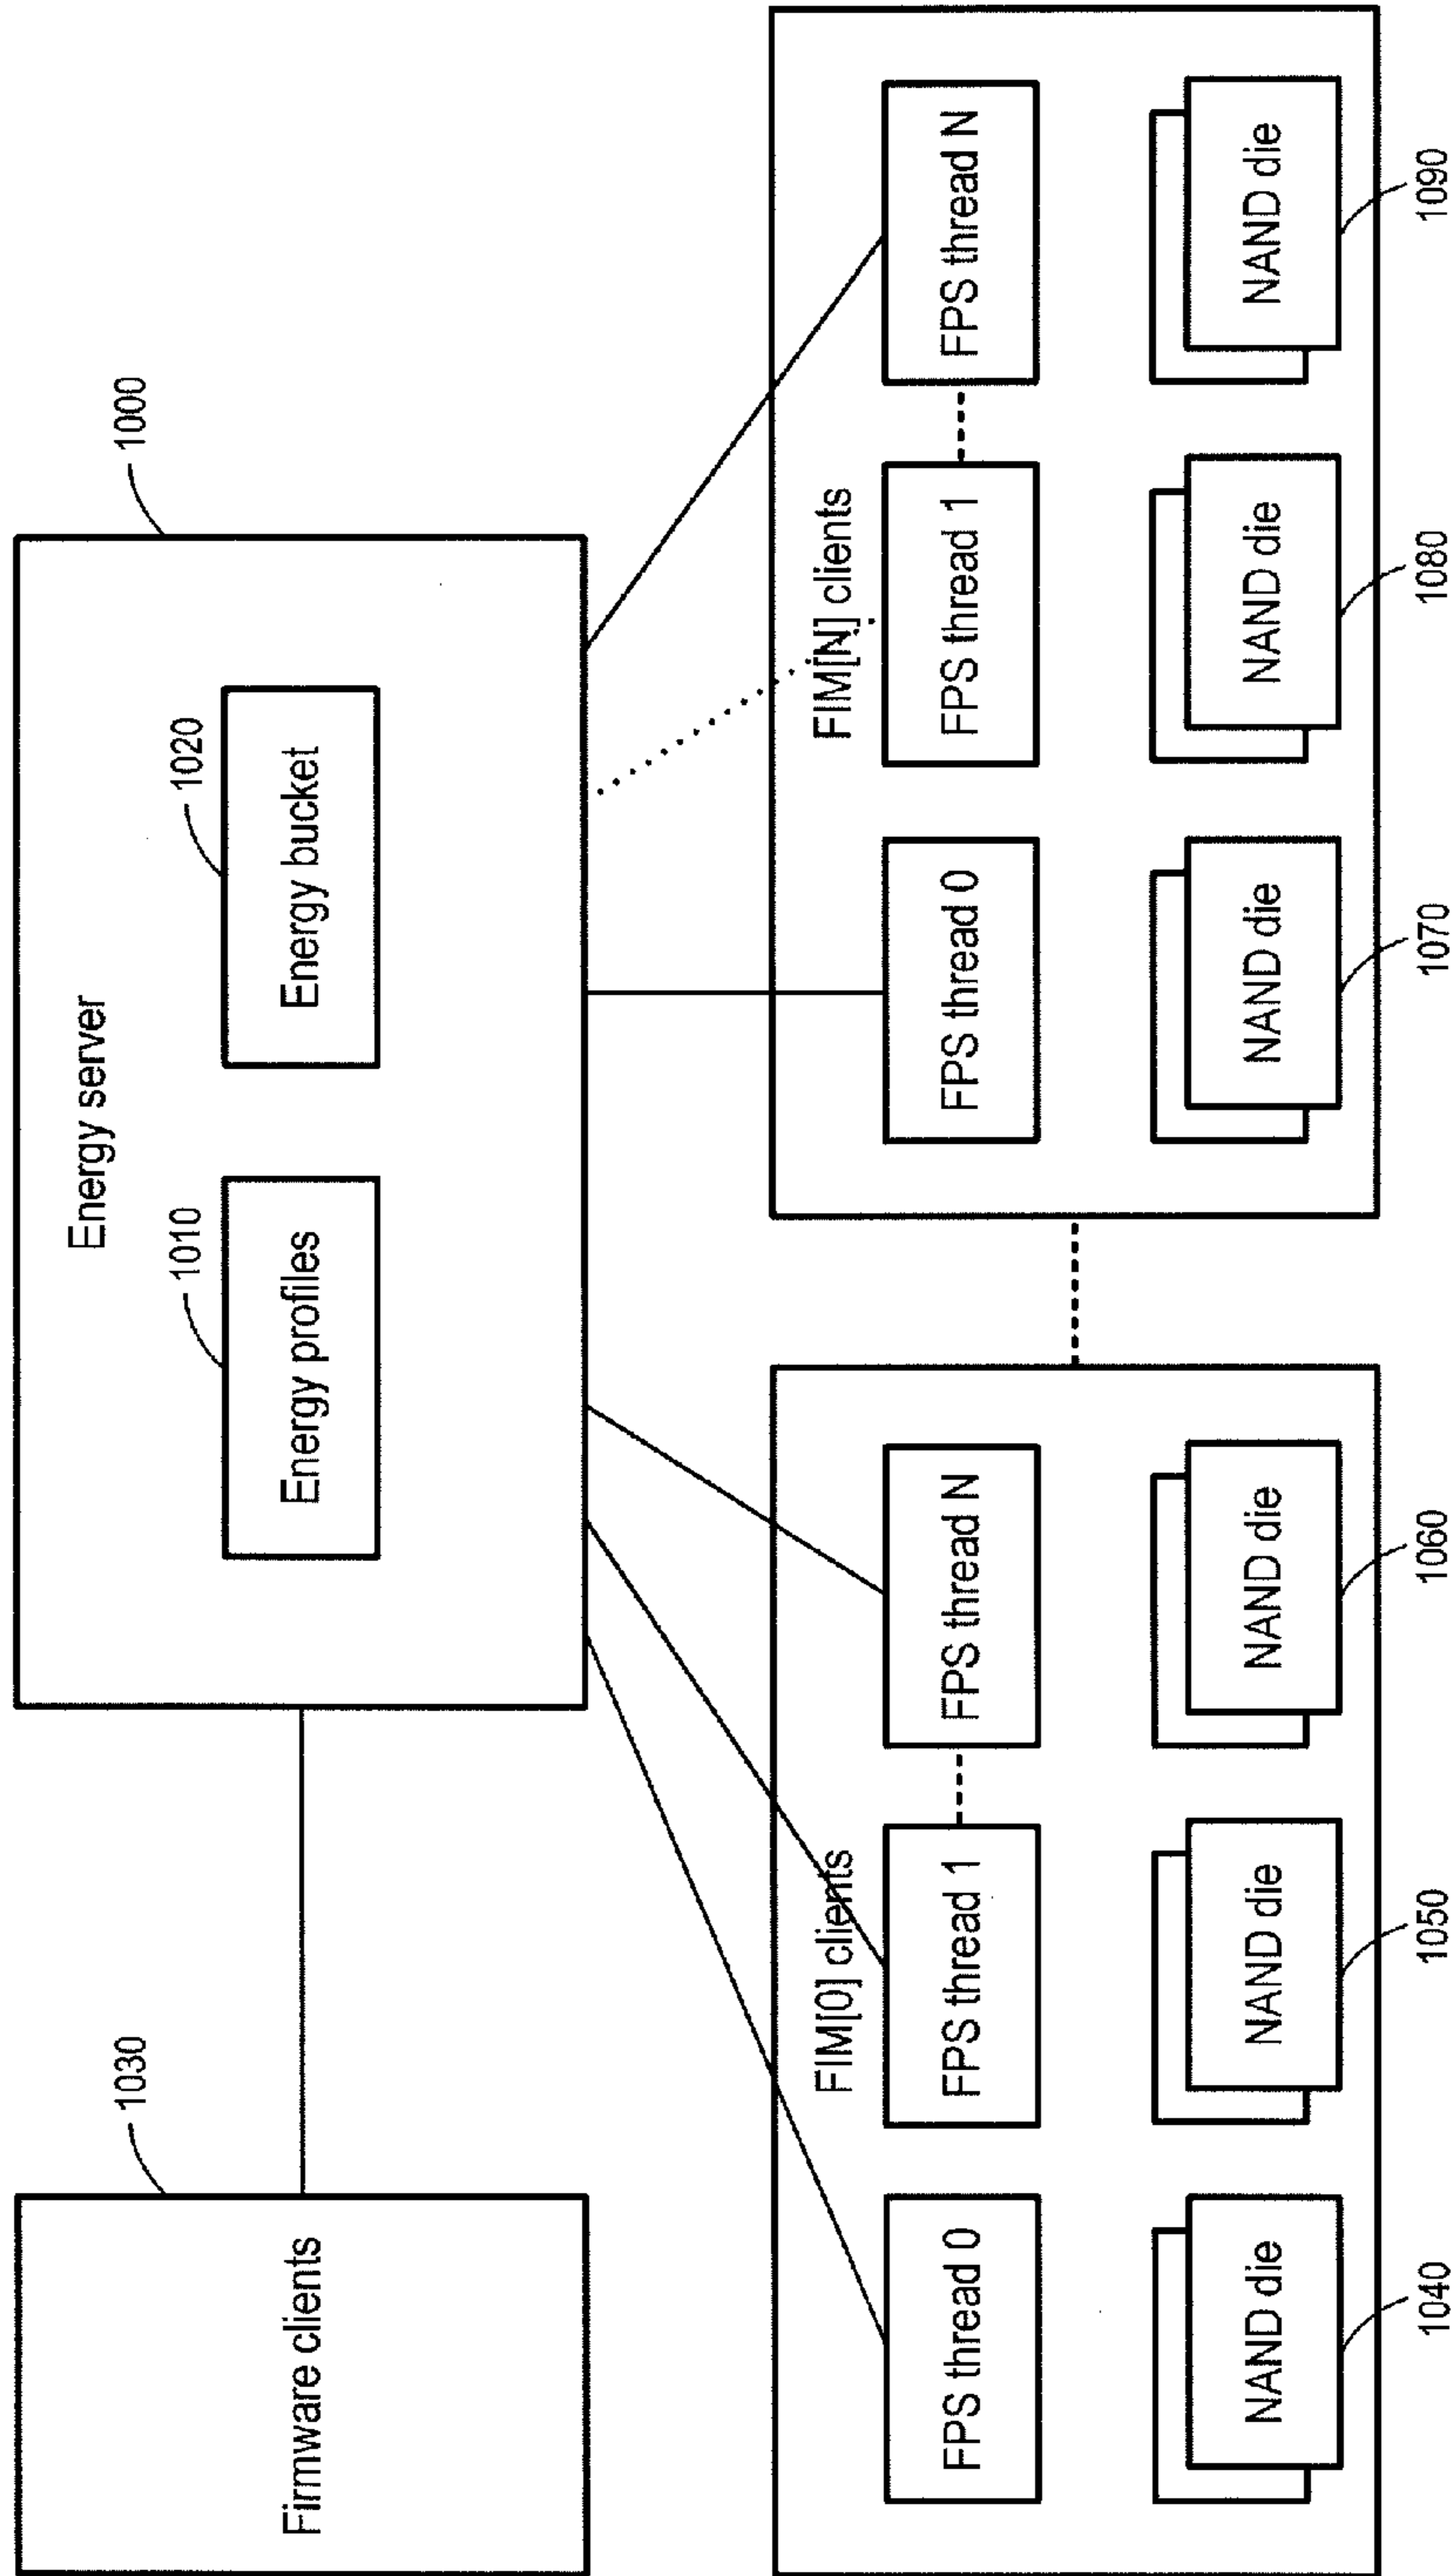 Firmware clients
1030
Energy server
1000
Energy profiles
1010
Energy bucket
1020
FIM[0] clients
FPS thread 0
FPS thread 1
FPS thread N
NAND die
NAND die
NAND die
1040
1050
1060
FIM[N] clients
FPS thread 0
FPS thread 1
FPS thread N
NAND die
NAND die
NAND die
1070
1080
1090